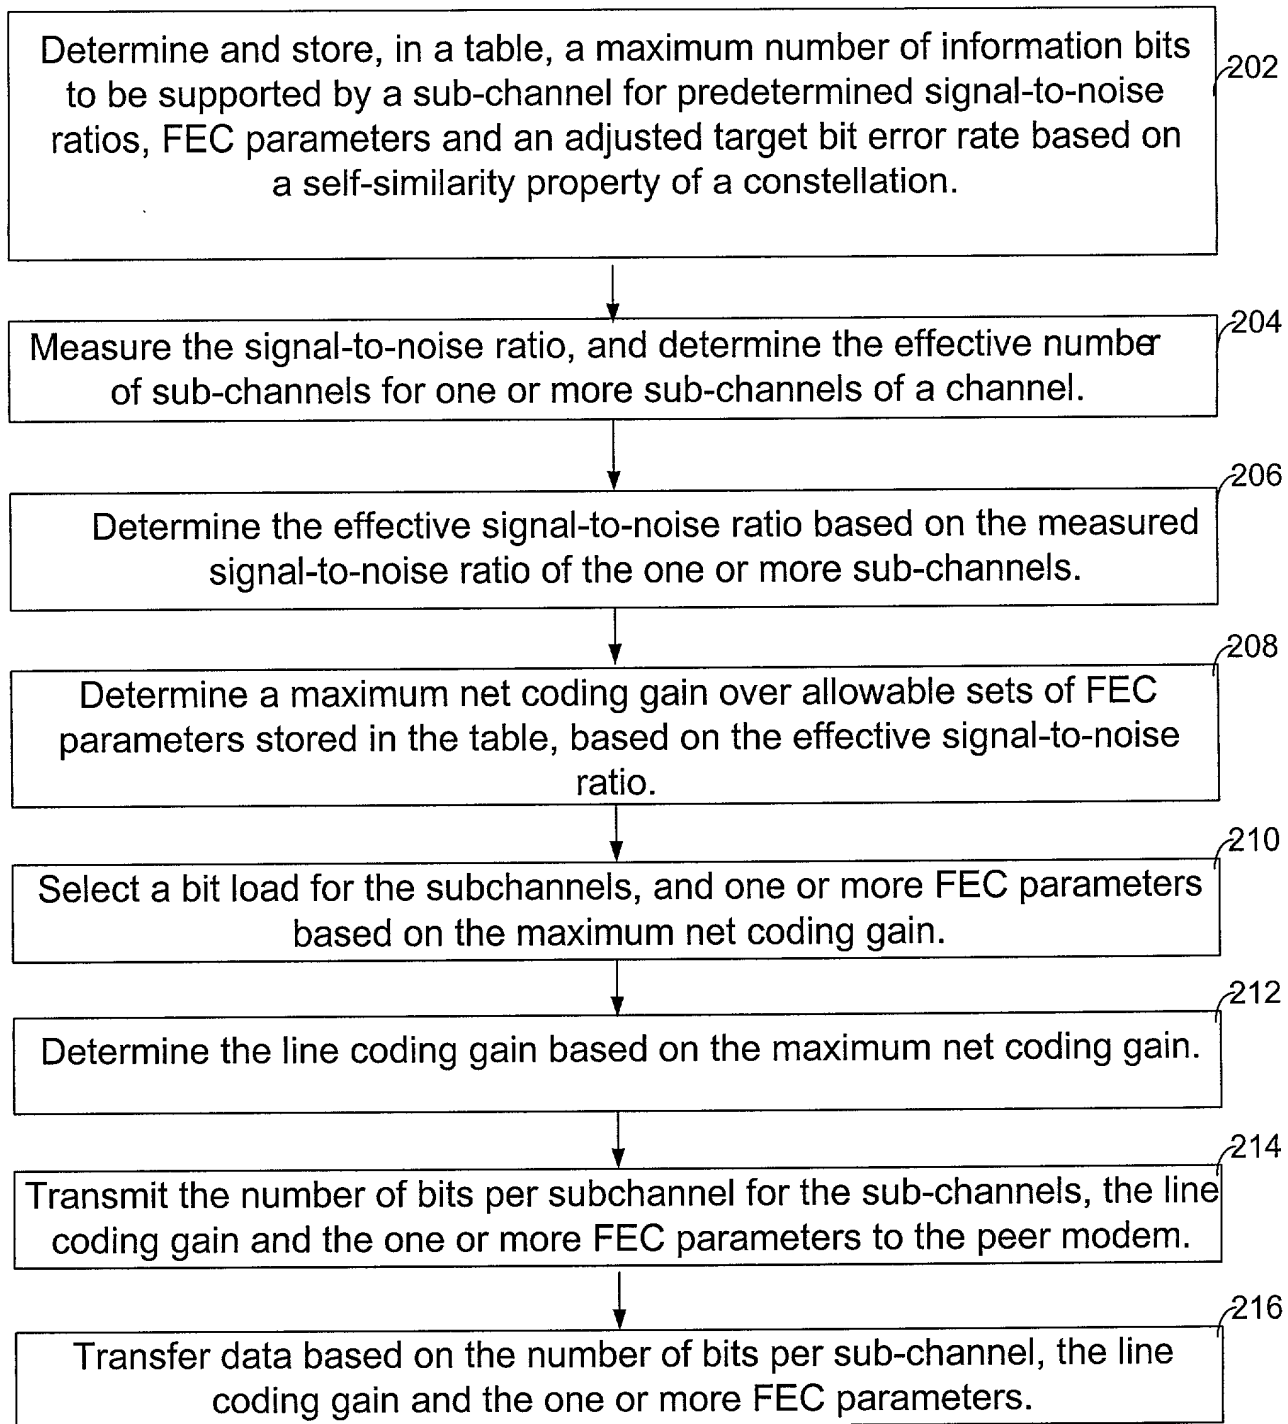 Determine and store, in a table, a maximum number of information bits
202
to be supported by a sub-channel for predetermined signal-to-noise
ratios, FEC parameters and an adjusted target bit error rate based on
a self-similarity property of a constellation.
204
Measure the signal-to-noise ratio, and determine the effective number
of sub-channels for one or more sub-channels of a channel.
206
Determine the effective signal-to-noise ratio based on the measured
signal-to-noise ratio of the one or more sub-channels.
208
Determine a maximum net coding gain over allowable sets of FEC
parameters stored in the table, based on the effective signal-to-noise
ratio.
210
Select a bit load for the subchannels, and one or more FEC parameters
based on the maximum net coding gain.
212
Determine the line coding gain based on the maximum net coding gain.
214
Transmit the number of bits per subchannel for the sub-channels, the line
coding gain and the one or more FEC parameters to the peer modem.
216
Transfer data based on the number of bits per sub-channel, the line
coding gain and the one or more FEC parameters.